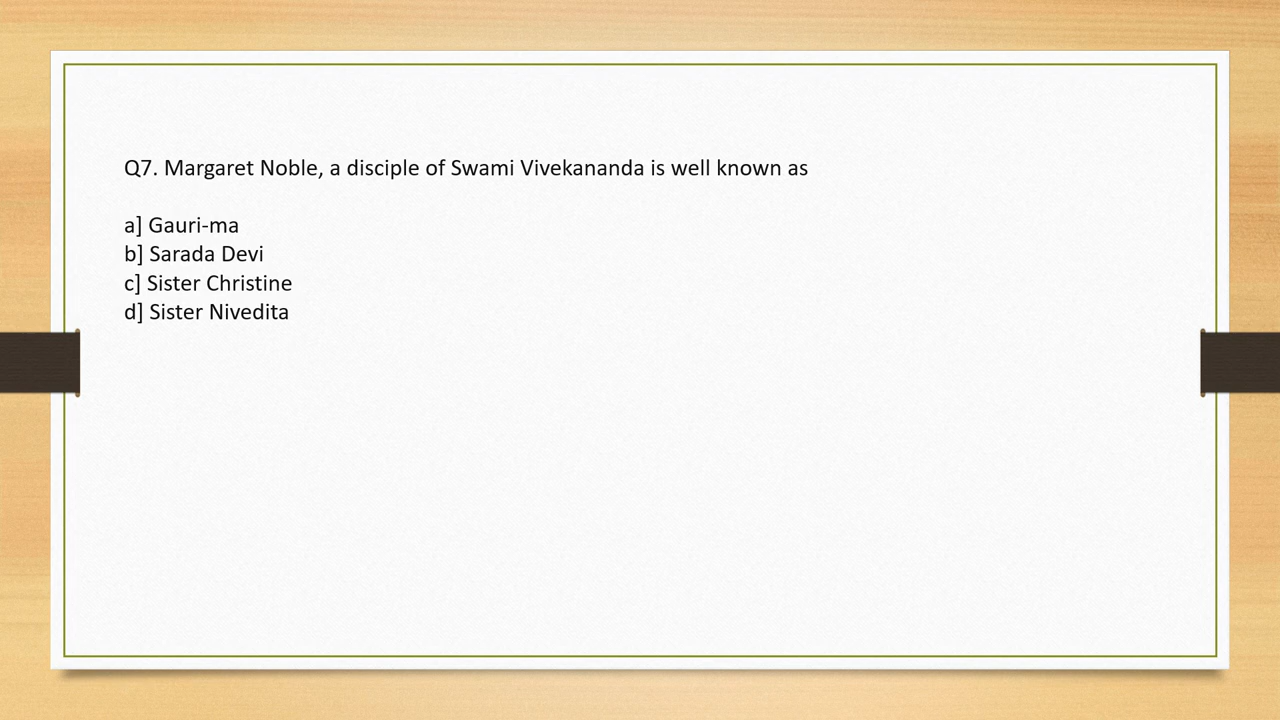 Q7. Margaret Noble, a disciple of Swami Vivekananda is well known as
a] Gauri-ma
b] Sarada Devi
c] Sister Christine
d] Sister Nivedita